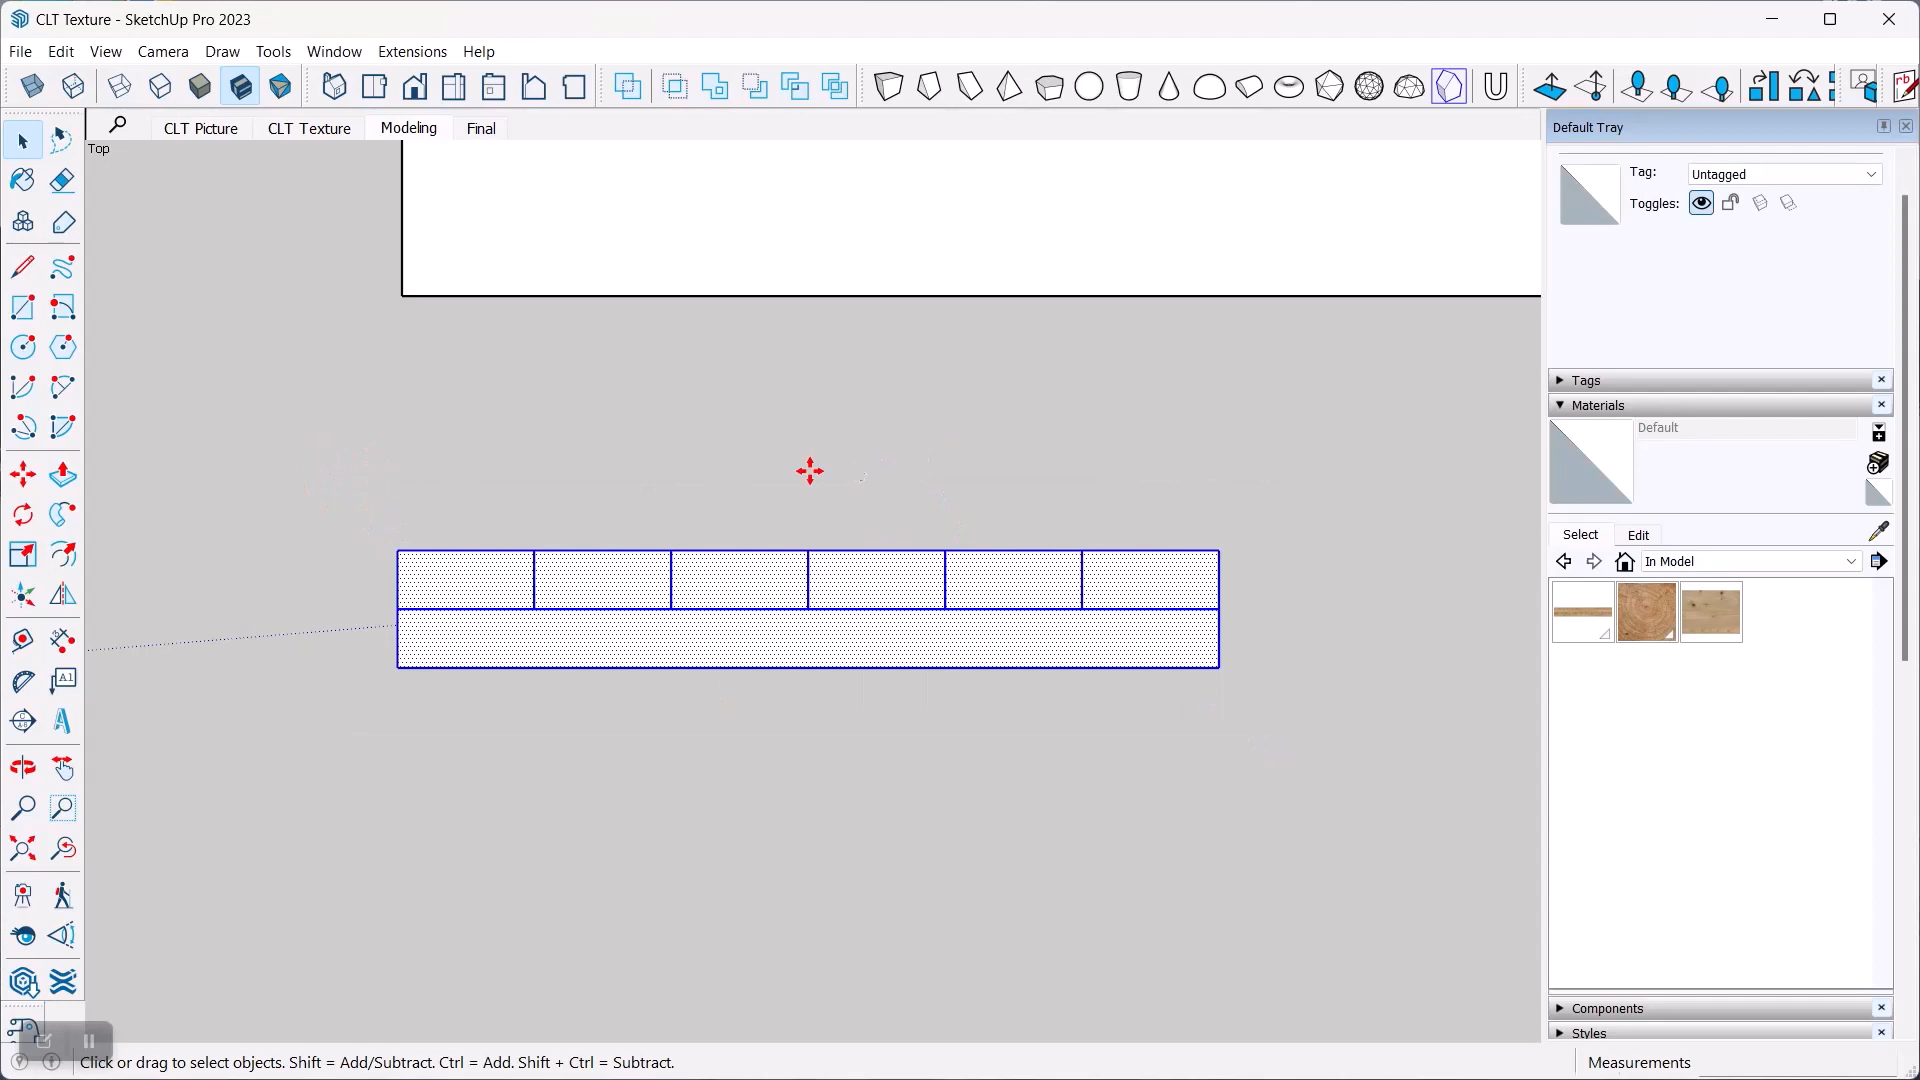 CLT Texture - SketchUp Pro 2023
File Edit View Camera Draw Tools Window Extensions Help
CLT Picture CLT Texture Modeling Final
Top
Default Tray
Tag: Untagged
Toggles:
Tags
Materials
Default
Select Edit
In Model
Components
Styles
A1
A
Click or drag to select objects. Shift = Add/Subtract. Ctrl = Add. Shift + Ctrl = Subtract.
Measurements